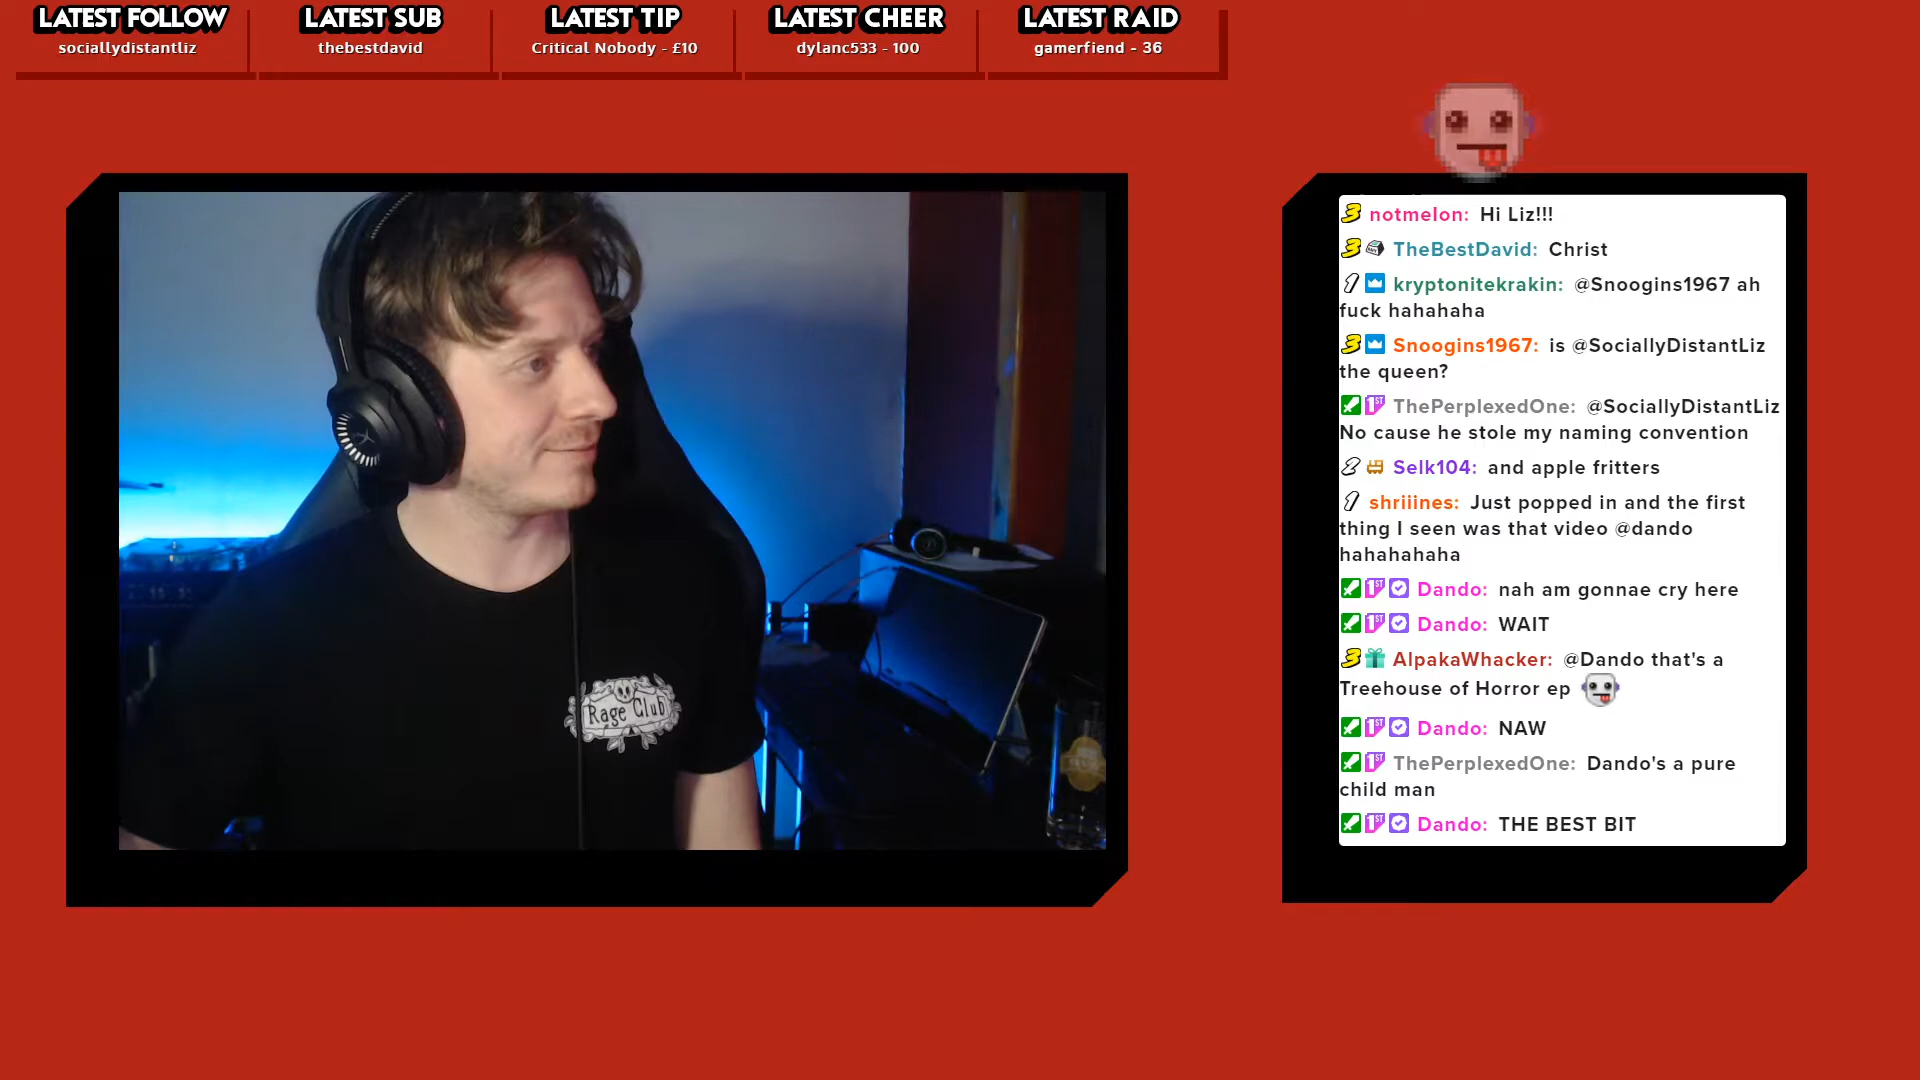 LATEST FOLLOW
sociallydistantliz
LATEST SUB
thebestdavid
LATEST TIP
Critical Nobody - £10
LATEST CHEER
dylanc533 - 100
LATEST RAID
gamerfiend - 36
Rage Club
notmelon: Hi Liz!!!
TheBestDavid: Christ
kryptonitekrakin: @Snoogins1967 ah
fuck hahahaha
Snoogins1967: is @SociallyDistantLiz
the queen?
ThePerplexedOne: @SociallyDistantLiz
No cause he stole my naming convention
Selk104: and apple fritters
shriiines: Just popped in and the first
thing I seen was that video @dando
hahahahaha
Dando: nah am gonnae cry here
Dando: WAIT
AlpakaWhacker: @Dando that's a
Treehouse of Horror ep
Dando: NAW
ThePerplexedOne: Dando's a pure
child man
Dando: THE BEST BIT